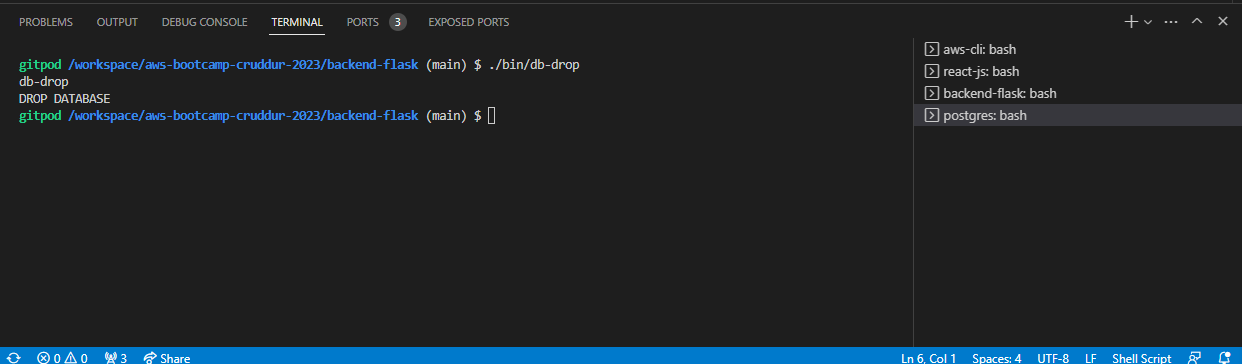 PROBLEMS OUTPUT DEBUG CONSOLE TERMINAL PORTS 3 EXPOSED PORTS
gitpod /workspace/aws-bootcamp-cruddur-2023/backend-flask (main) $ ./bin/db-drop
db-drop
DROP DATABASE
gitpod /workspace/aws-bootcamp-cruddur-2023/backend-flask (main) $
aws-cli: bash
react-js: bash
backend-flask: bash
postgres: bash
0 0 3 Share Ln 6, Col 1 Spaces: 4 UTF-8 LF Shell Script